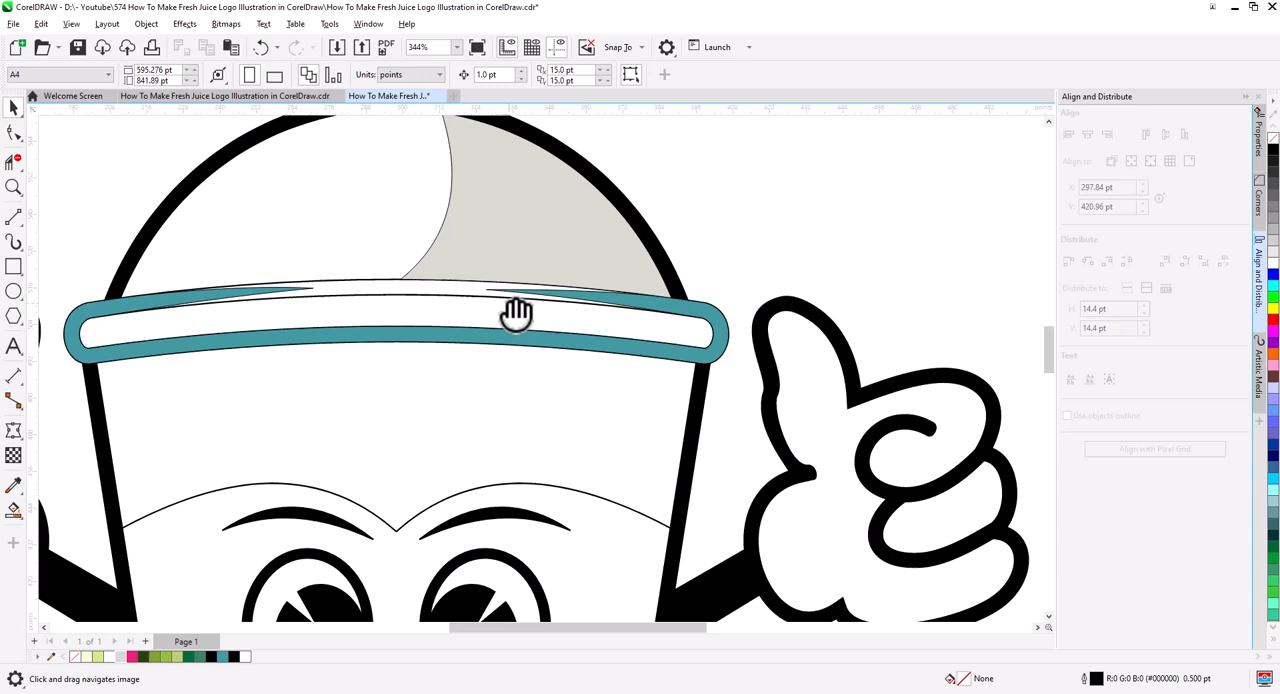 CorelDRAW - D:\- Youtube\574 How To Make Fresh Juice Logo Illustration in CorelDraw\How To Make Fresh Juice Logo Illustration in CorelDraw.cdr*
File Edit View Layout Object Effects Bitmaps Text Table Tools Window Help
PDF 344% Snap To Launch
A4 595.276 pt 841.89 pt Units: points 1.0 pt 15.0 pt 15.0 pt
Welcome Screen How To Make Fresh Juice Logo Illustration in CorelDraw.cdr How To Make Fresh J..*
Align and Distribute
Align
Align to:
X: 297.84 pt
Y: 420.96 pt
Distribute
Distribute to:
H: 14.4 pt
V: 14.4 pt
Text
Use objects outline
Align with Pixel Grid
Properties
Corners
Align and Distrib...
Artistic Media
1 of 1 Page 1
Click and drag navigates image None R:0 G:0 B:0 (#000000) 0.500 pt